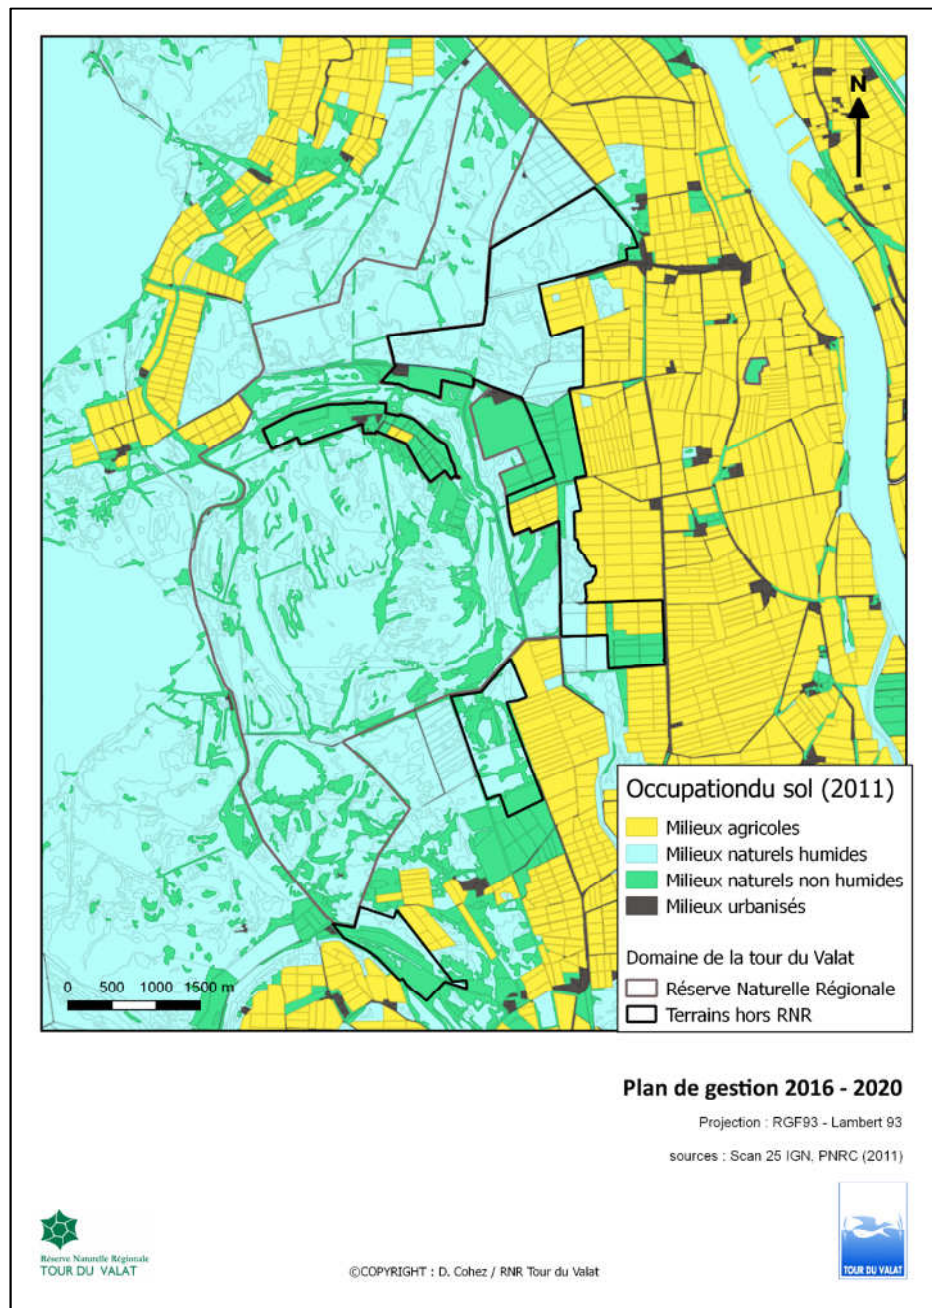 N
Occupationdu sol (2011)
Milieux agricoles
Milieux naturels humides
Milieux naturels non humides
Milieux urbanisés
Domaine de la tour du Valat
Réserve Naturelle Régionale
Terrains hors RNR
0 500 1000 1500 m
Plan de gestion 2016 - 2020
Projection : RGF93 - Lambert 93
sources : Scan 25 IGN, PNRC (2011)
Réserve Naturelle Régionale
TOUR DU VALAT
©COPYRIGHT : D. Cohez / RNR Tour du Valat
TOUR DU VALAT